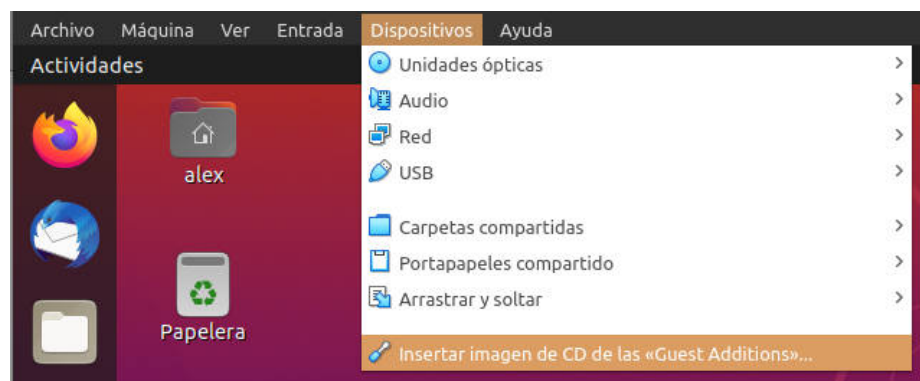 Archivo Máquina Ver Entrada Dispositivos Ayuda
Actividades
Unidades ópticas
Audio
Red
USB
Carpetas compartidas
Portapapeles compartido
Arrastrar y soltar
Insertar imagen de CD de las «Guest Additions»...
alex
Papelera